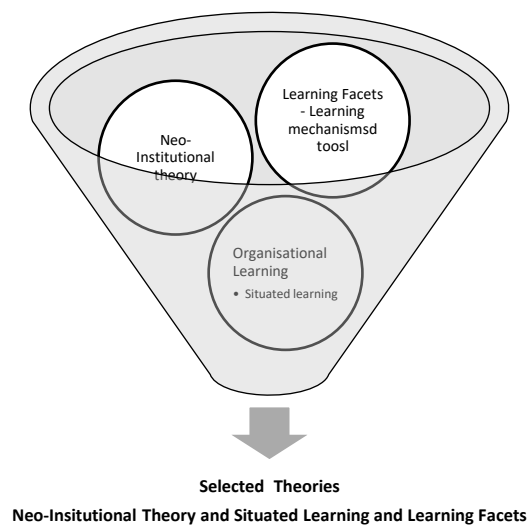 Neo-
Institutional
theory
Learning Facets
- Learning
mechanismsd
toosl
Organisational
Learning
• Situated learning
Selected Theories
Neo-Insitutional Theory and Situated Learning and Learning Facets